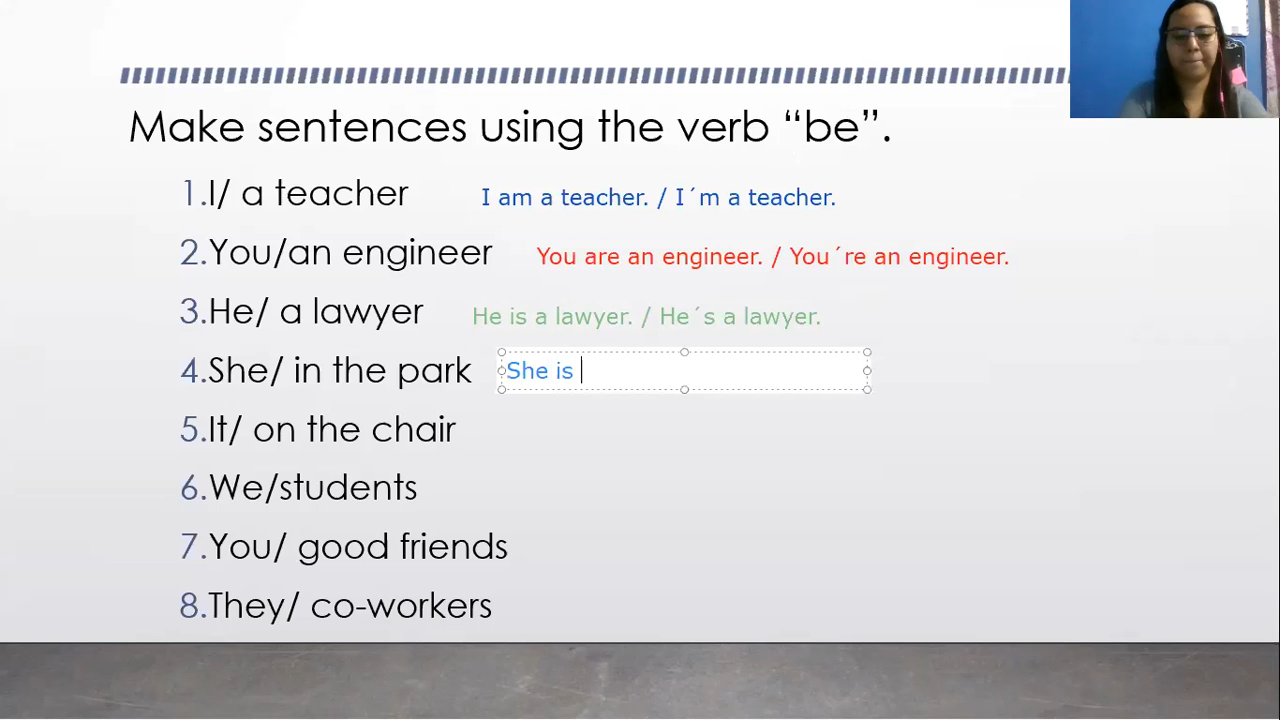 Make sentences using the verb “be”.
1.I/ a teacher I am a teacher. / I´m a teacher.
2.You/an engineer You are an engineer. / You´re an engineer.
3.He/ a lawyer He is a lawyer. / He´s a lawyer.
4.She/ in the park She is
5.It/ on the chair
6.We/students
7.You/ good friends
8.They/ co-workers